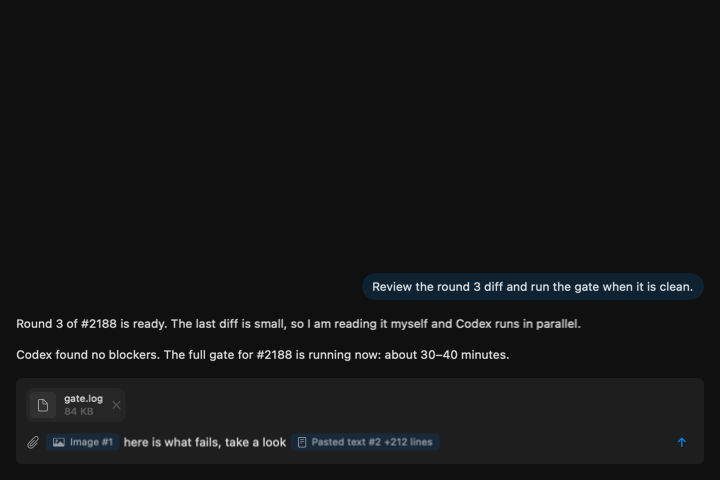 Review the round 3 diff and run the gate when it is clean.
Round 3 of #2188 is ready. The last diff is small, so I am reading it myself and Codex runs in parallel.
Codex found no blockers. The full gate for #2188 is running now: about 30–40 minutes.
gate.log
84 KB
Image #1 here is what fails, take a look Pasted text #2 +212 lines